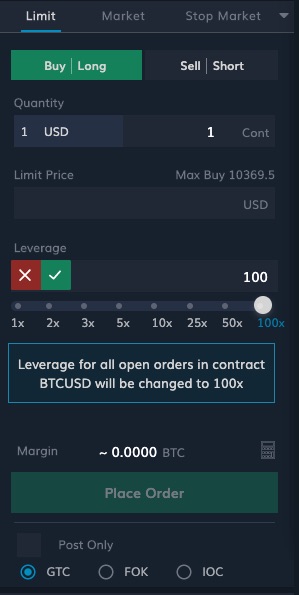 Limit Market Stop Market
Buy | Long Sell | Short
Quantity
1 USD 1 Cont
Limit Price Max Buy 10369.5
USD
Leverage
100
1x 2x 3x 5x 10x 25x 50x 100x
Leverage for all open orders in contract
BTCUSD will be changed to 100x
Margin ~ 0.0000 BTC
Place Order
Post Only
GTC FOK IOC